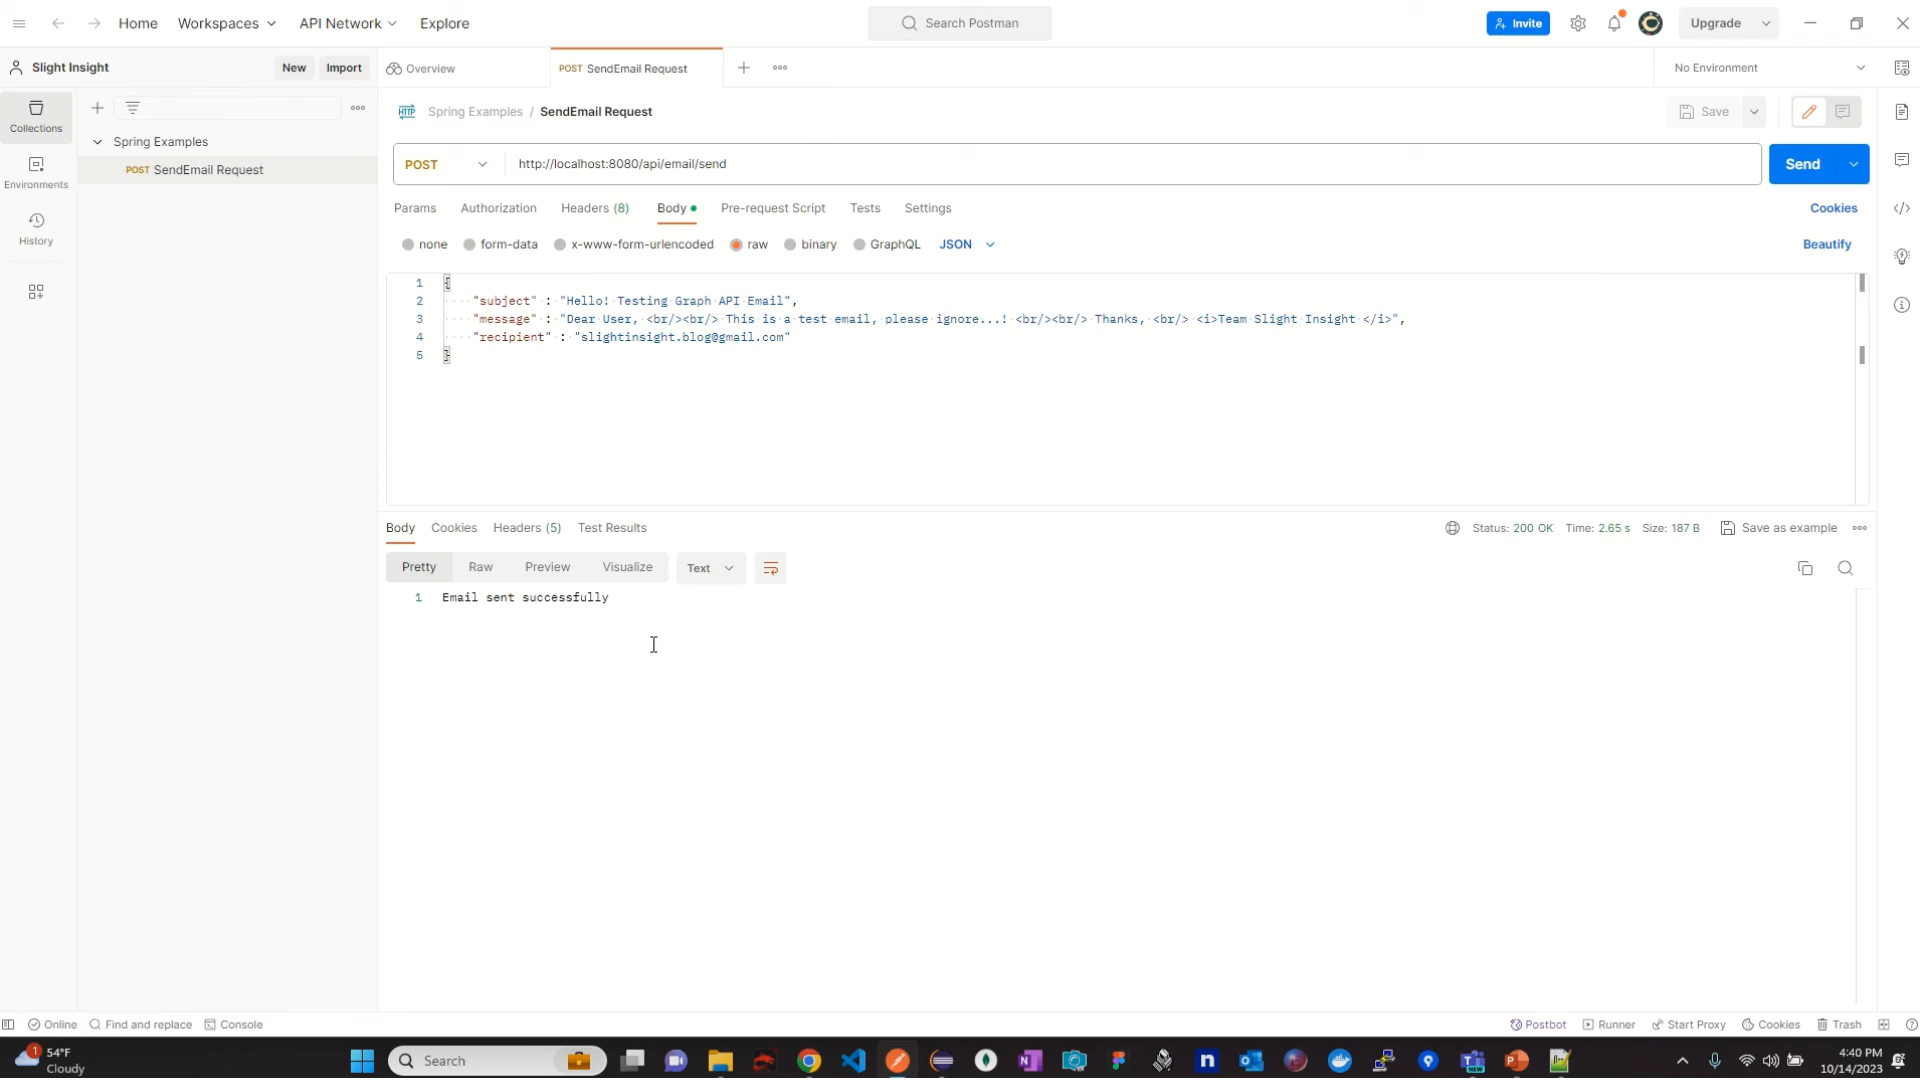 Home Workspaces API Network Explore Search Postman Invite Upgrade
Slight Insight New Import Overview POST SendEmail Request No Environment
Collections
Environments
History
Spring Examples
POST SendEmail Request
HTTP Spring Examples / SendEmail Request Save
POST http://localhost:8080/api/email/send Send
Params Authorization Headers (8) Body Pre-request Script Tests Settings Cookies
none form-data x-www-form-urlencoded raw binary GraphQL JSON Beautify
1 {
2 "subject" : "Hello! Testing Graph API Email",
3 "message" : "Dear User, <br/><br/> This is a test email, please ignore...! <br/><br/> Thanks, <br/> <i>Team Slight Insight </i>",
4 "recipient" : "slightinsight.blog@gmail.com"
5 }
Body Cookies Headers (5) Test Results Status: 200 OK Time: 2.65 s Size: 187 B Save as example
Pretty Raw Preview Visualize Text
1 Email sent successfully
Online Find and replace Console Postbot Runner Start Proxy Cookies Trash
1 54°F
Cloudy
Search
4:40 PM
10/14/2023